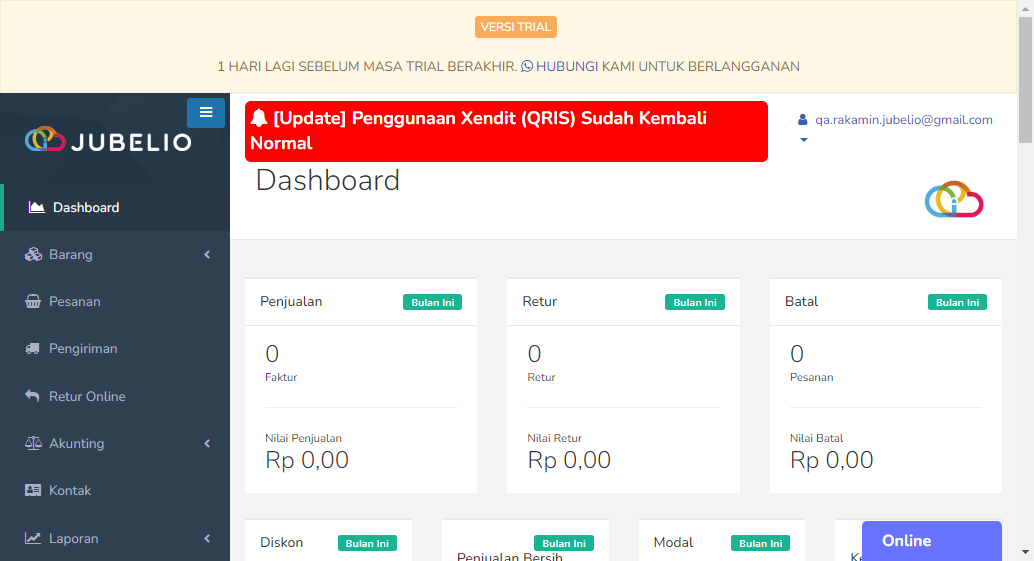 VERSI TRIAL
1 HARI LAGI SEBELUM MASA TRIAL BERAKHIR. HUBUNGI KAMI UNTUK BERLANGGANAN
JUBELIO
[Update] Penggunaan Xendit (QRIS) Sudah Kembali
Normal
qa.rakamin.jubelio@gmail.com
Dashboard
Dashboard
Barang
Pesanan
Pengiriman
Retur Online
Akunting
Kontak
Laporan
Penjualan Bulan Ini
0
Faktur
Nilai Penjualan
Rp 0,00
Retur Bulan Ini
0
Retur
Nilai Retur
Rp 0,00
Batal Bulan Ini
0
Pesanan
Nilai Batal
Rp 0,00
Diskon Bulan Ini
Bulan Ini
Penjualan Bersih
Modal Bulan Ini
Online